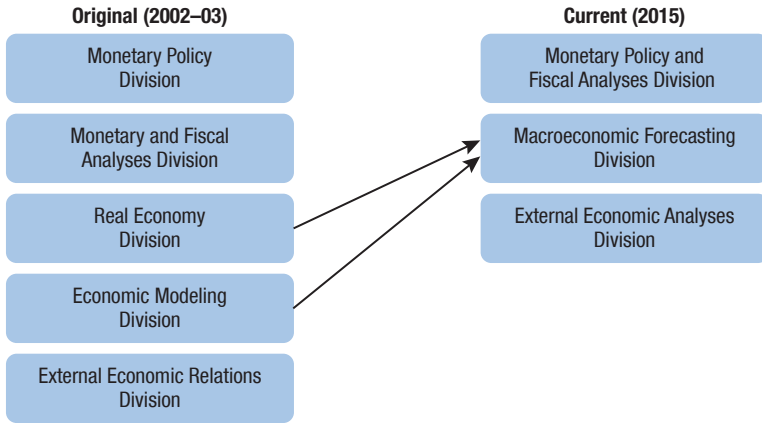 Original (2002–03)
Monetary Policy
Division
Monetary and Fiscal
Analyses Division
Real Economy
Division
Economic Modeling
Division
External Economic Relations
Division
Current (2015)
Monetary Policy and
Fiscal Analyses Division
Macroeconomic Forecasting
Division
External Economic Analyses
Division